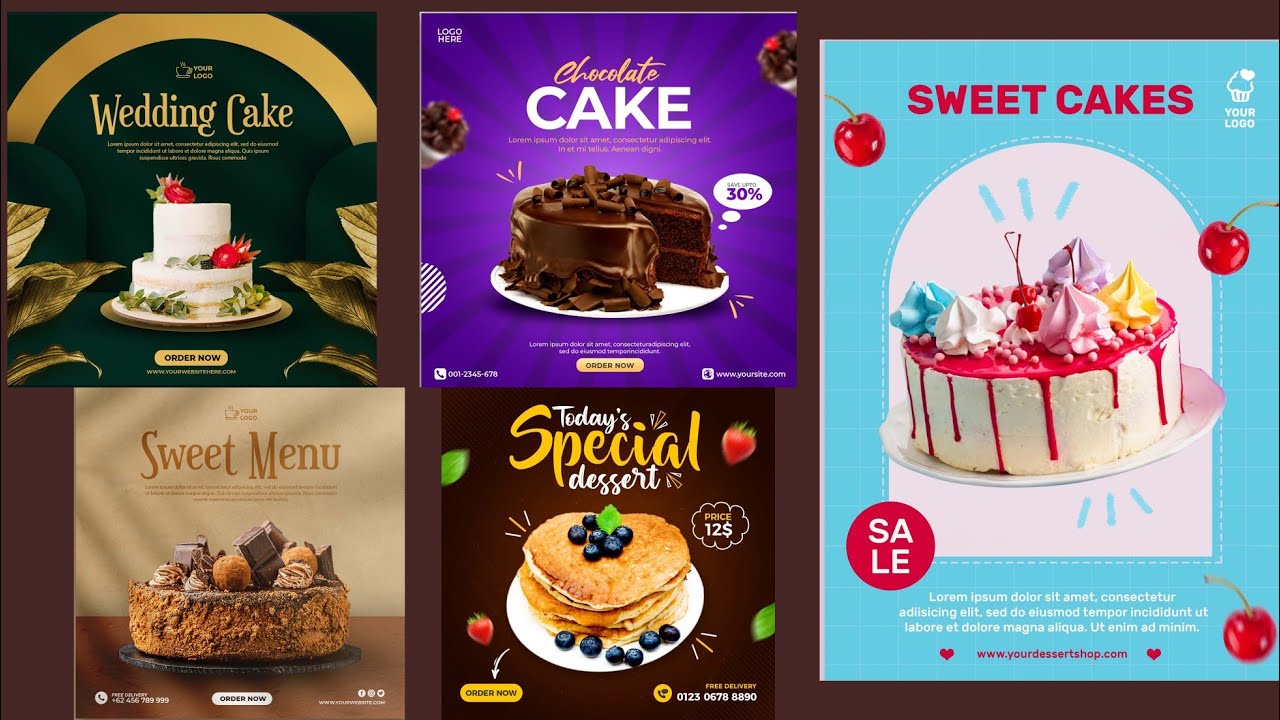 YOUR
LOGO
Wedding Cake
Lorem ipsum dolor sit amet, consectetur adipiscing elit, sed do eiusmod
tempor incididunt ut labore et dolore magna aliqua. Quis ipsum
suspendisse ultrices gravida. Risus commodo
ORDER NOW
WWW.YOURWEBSITEHERE.COM
LOGO
HERE
Chocolate
CAKE
Lorem ipsum dolor sit amet, consectetur adipiscing elit.
In et mi tellus. Aenean digni.
SAVE UPTO
30%
Lorem ipsum dolor sit amet, conseteturadipiscing elit,
sed do eiusmod temporincididunt.
ORDER NOW
001-2345-678
www.yoursite.com
SWEET CAKES
YOUR
LOGO
SA
LE
Lorem ipsum dolor sit amet, consectetur
adiisicing elit, sed do eiusmod tempor incididunt ut
labore et dolore magna aliqua. Ut enim ad minim.
www.yourdessertshop.com
YOUR
LOGO
Sweet Menu
FREE DELIVERY
+62 456 789 999
ORDER NOW
WWW.YOURWEBSITE.COM
Today's
Special
dessert
PRICE
12$
ORDER NOW
FREE DELIVERY
0123 0678 8890